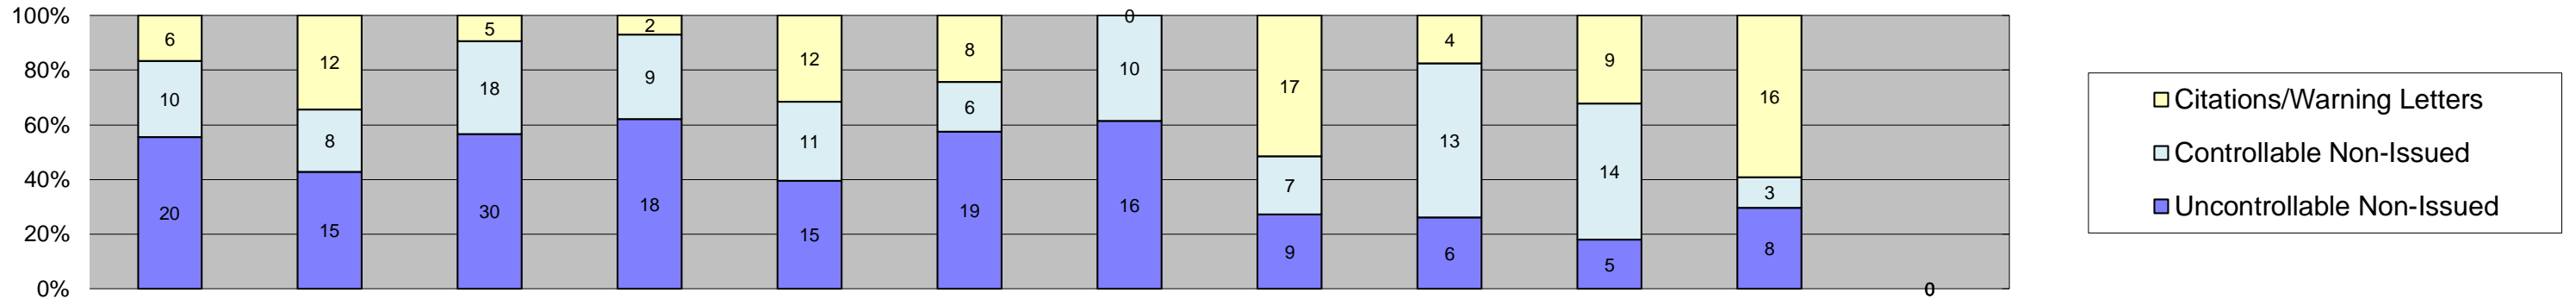 100%
80%
60%
40%
20%
0%
6 12 5 2 12 8 0 17 4 9 16
10 8 18 9 11 6 10 7 13 14 3
20 15 30 18 15 19 16 9 6 5 8 0
Citations/Warning Letters
Controllable Non-Issued
Uncontrollable Non-Issued